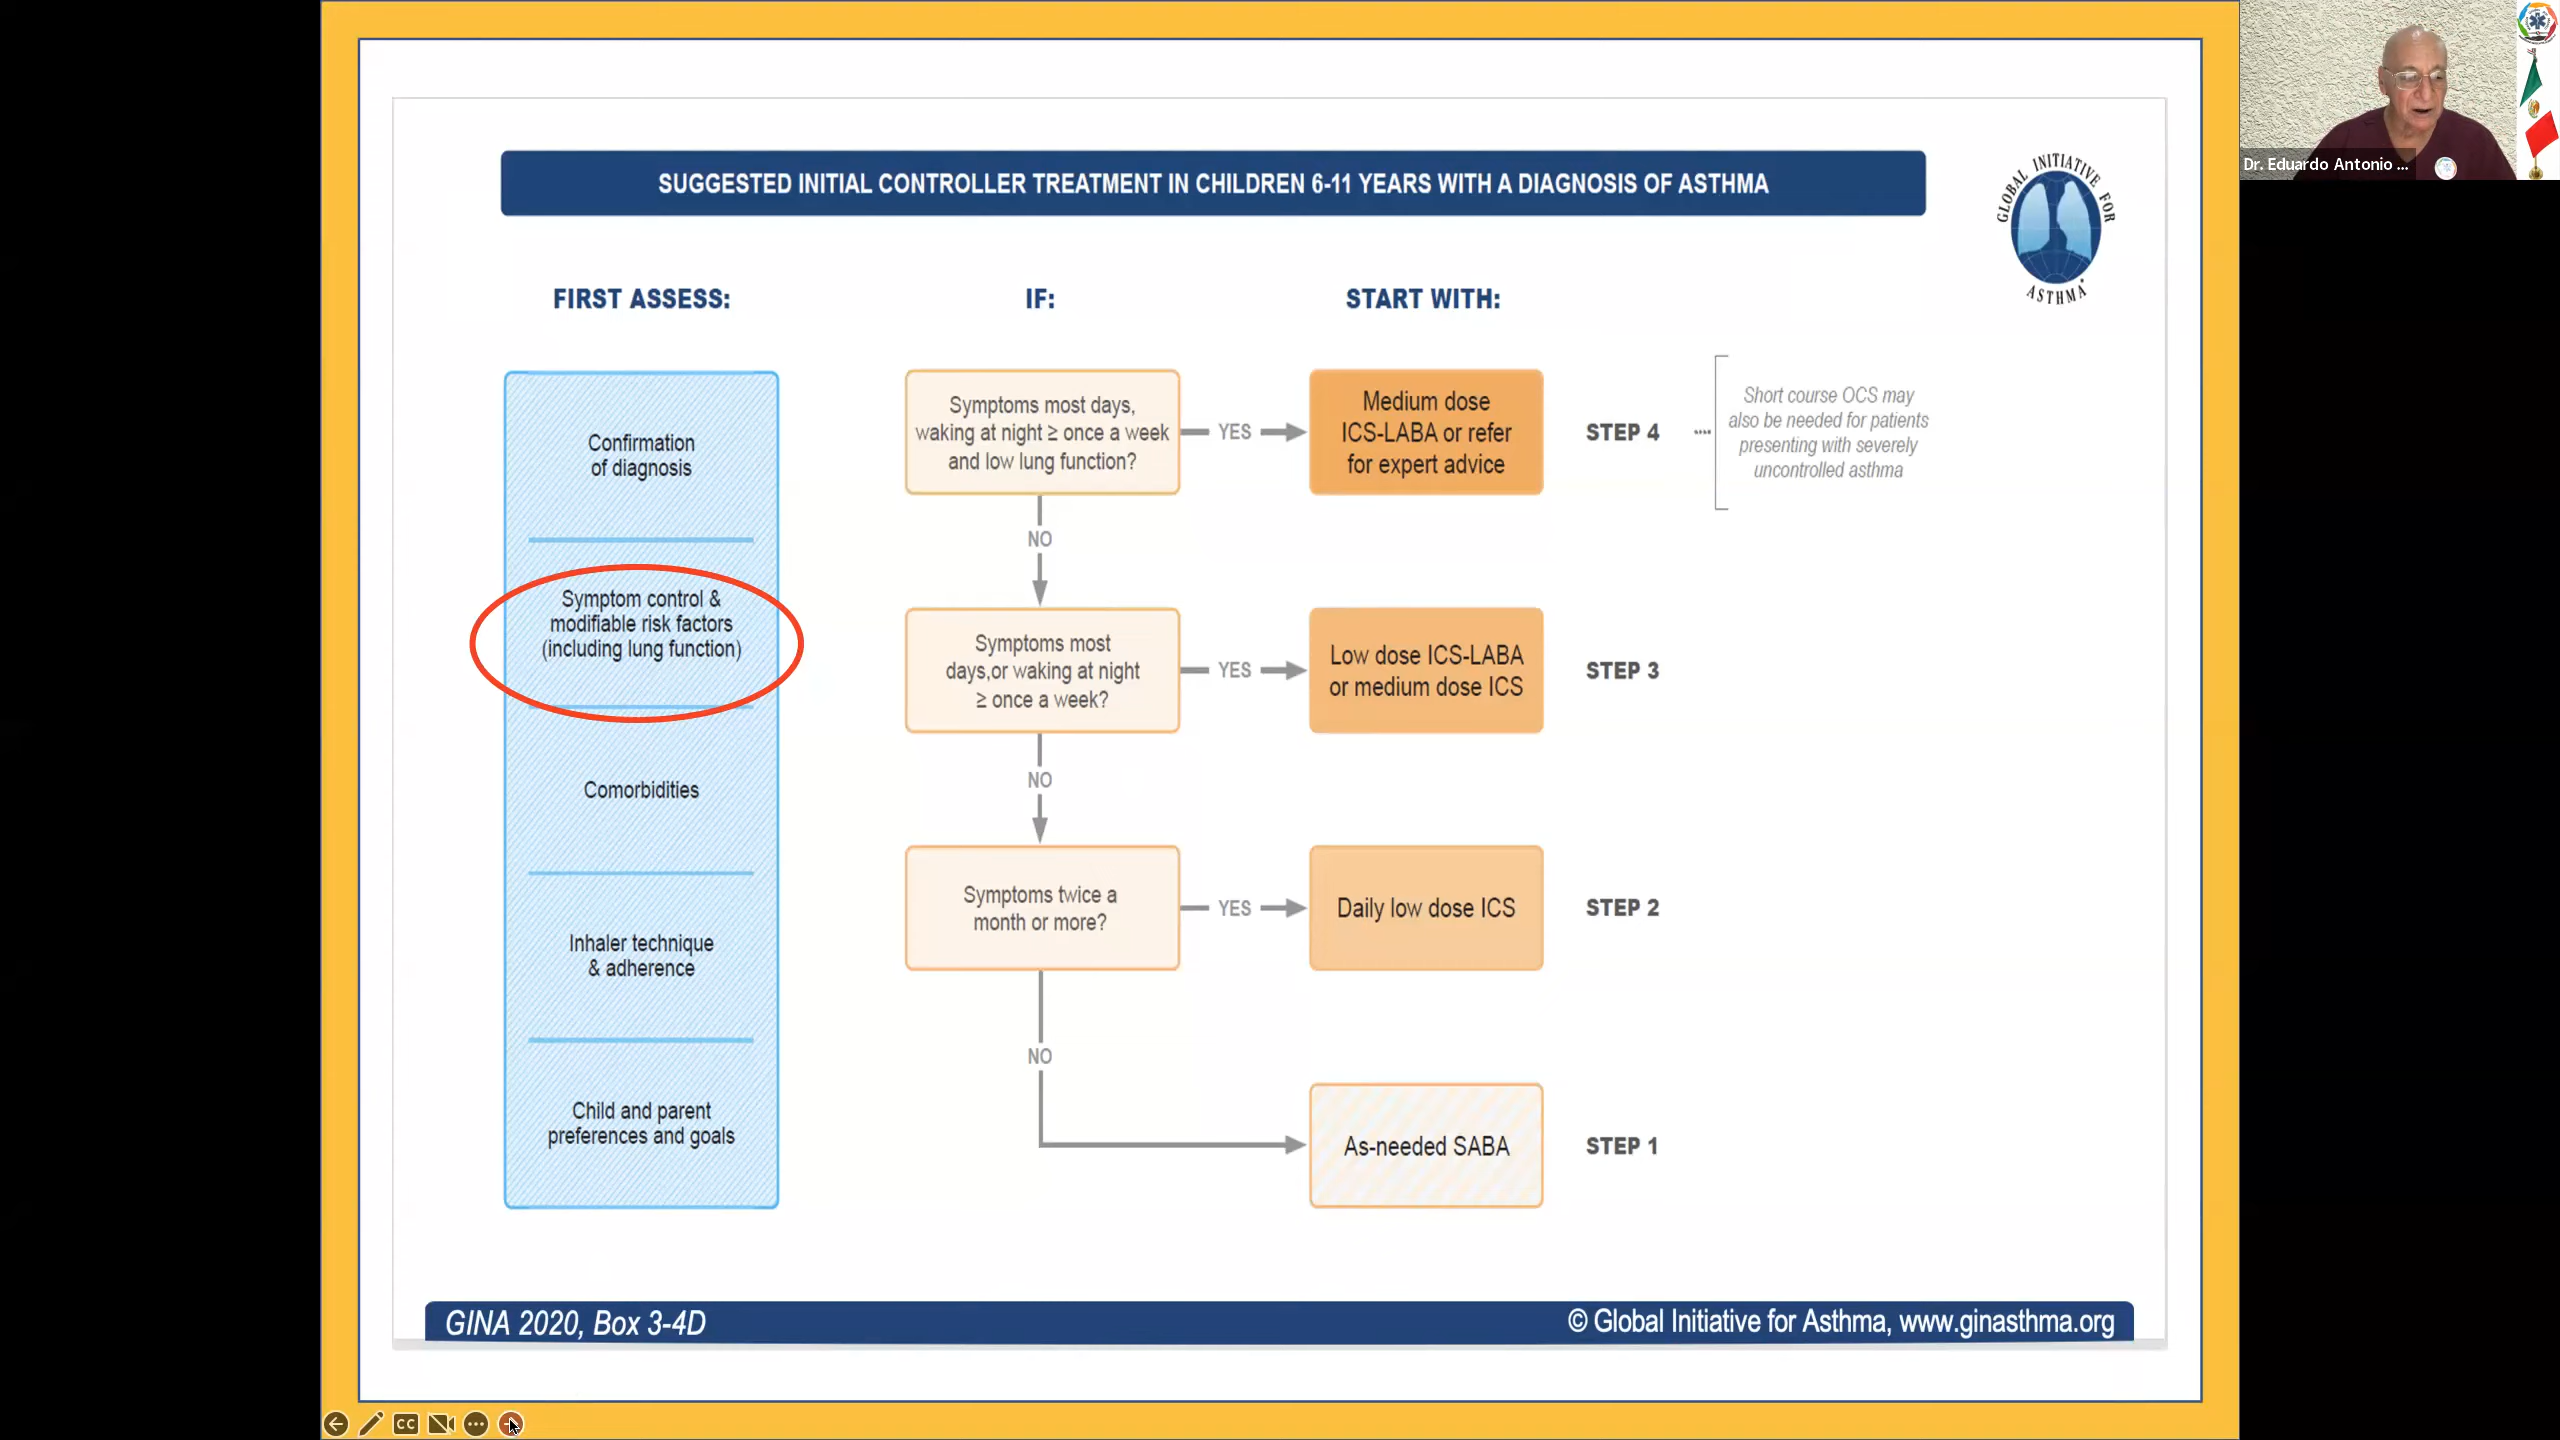 SUGGESTED INITIAL CONTROLLER TREATMENT IN CHILDREN 6-11 YEARS WITH A DIAGNOSIS OF ASTHMA
GLOBAL INITIATIVE FOR
ASTHMA
Dr. Eduardo Antonio ...
FIRST ASSESS:
IF:
START WITH:
Confirmation
of diagnosis
Symptom control &
modifiable risk factors
(including lung function)
Comorbidities
Inhaler technique
& adherence
Child and parent
preferences and goals
Symptoms most days,
waking at night ≥ once a week
and low lung function?
YES
Medium dose
ICS-LABA or refer
for expert advice
STEP 4
Short course OCS may
also be needed for patients
presenting with severely
uncontrolled asthma
NO
Symptoms most
days,or waking at night
≥ once a week?
YES
Low dose ICS-LABA
or medium dose ICS
STEP 3
NO
Symptoms twice a
month or more?
YES
Daily low dose ICS
STEP 2
NO
As-needed SABA
STEP 1
GINA 2020, Box 3-4D
© Global Initiative for Asthma, www.ginasthma.org
CC